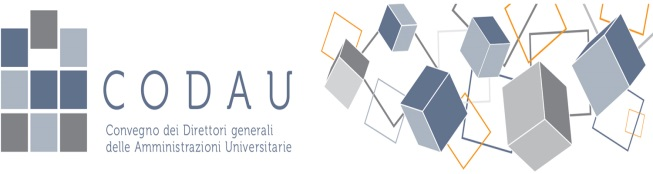 CODAU
Convegno dei Direttori generali
delle Amministrazioni Universitarie